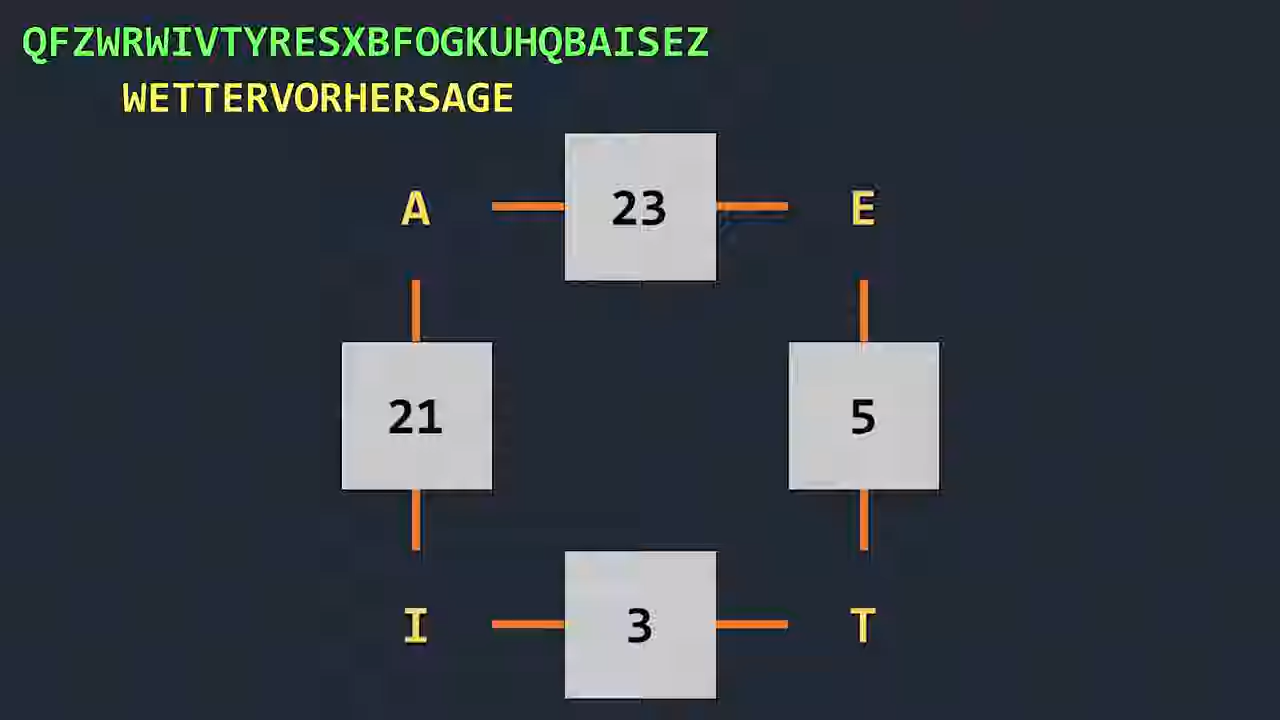 QFZWRWIVTYRESXBFOGKUHQBAISEZ
WETTERVORHERSAGE
A 23 E
21 5
I 3 T